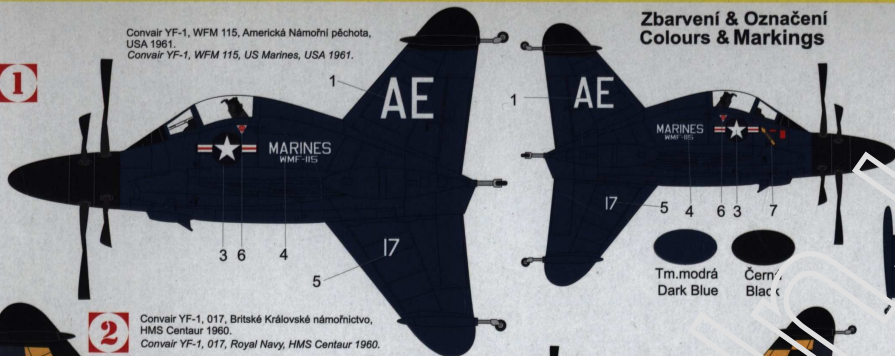 Zbarvení & Označení
Colours & Markings
1
Convair YF-1, WFM 115, Americká Námořní pěchota,
USA 1961.
Convair YF-1, WFM 115, US Marines, USA 1961.
1
AE
MARINES
WMF-115
3 6 4
17
5
1
AE
MARINES
WMF-115
17
5 4 6 3 7
Tm.modrá
Dark Blue
Černá
Black
2
Convair YF-1, 017, Britské Královské námořnictvo,
HMS Centaur 1960.
Convair YF-1, 017, Royal Navy, HMS Centaur 1960.